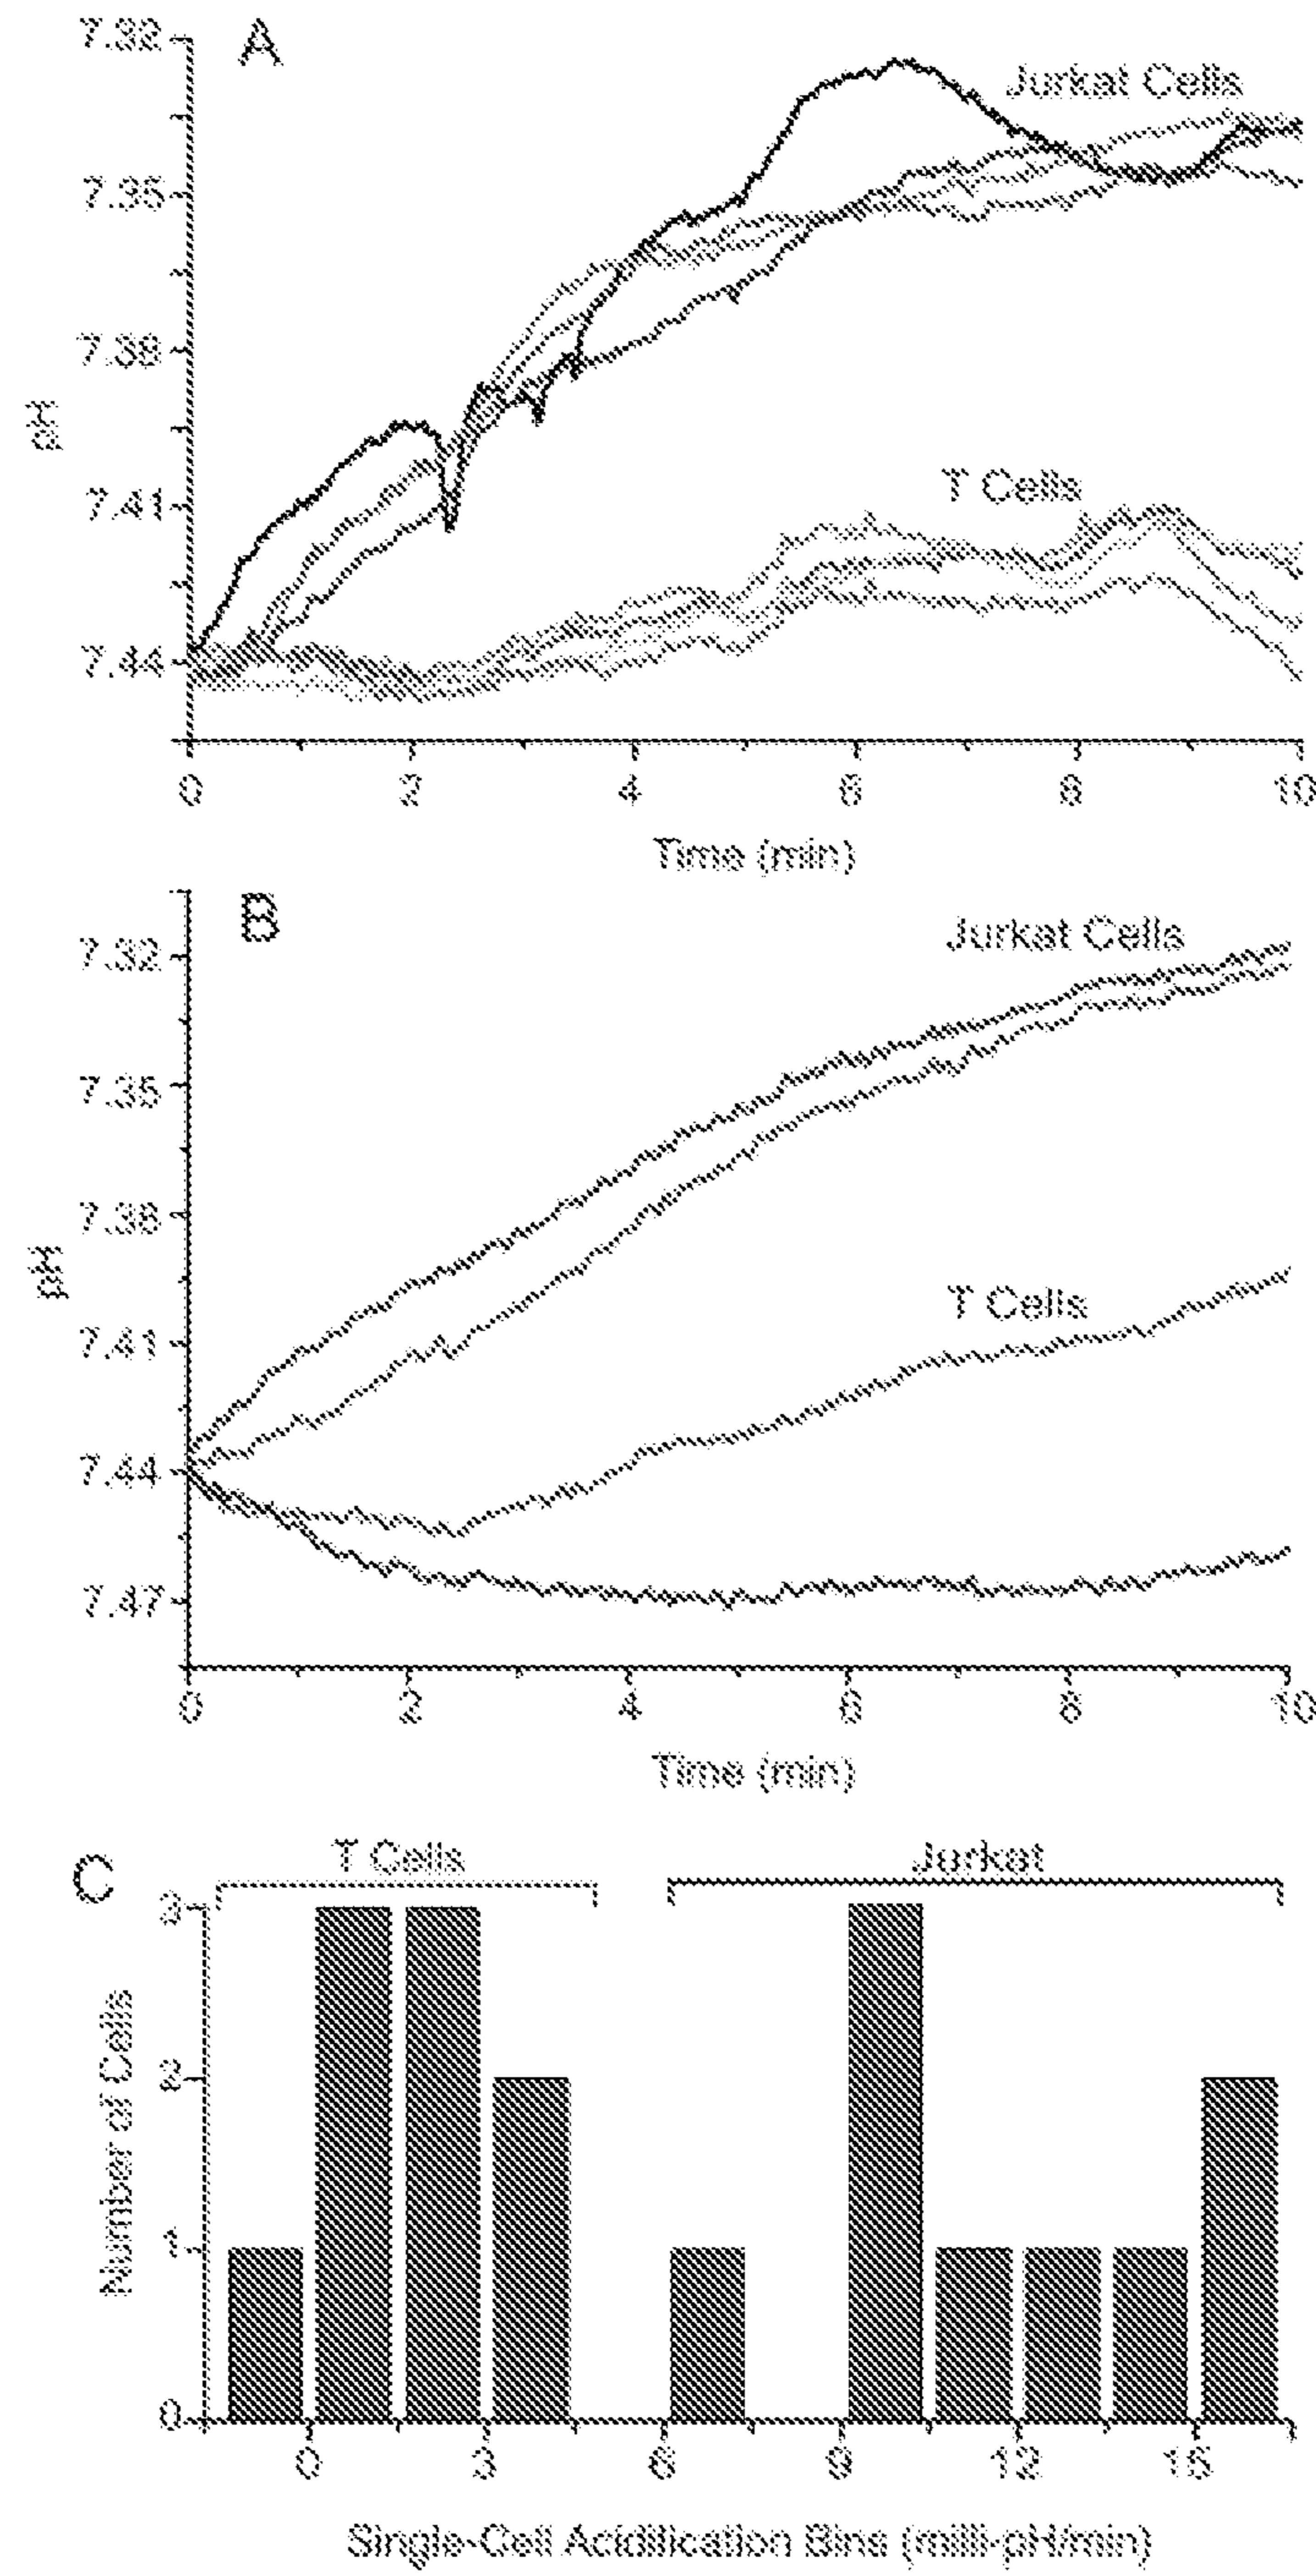 A
7.32
Jurkat Cells
7.35
7.38
pH
7.41
T Cells
7.44
0 2 4 6 8 10
Time (min)
B
7.32
Jurkat Cells
7.35
7.38
pH
T Cells
7.41
7.44
7.47
0 2 4 6 8 10
Time (min)
C
T Cells Jurkat
3
Number of Cells
2
1
0
0 3 6 9 12 15
Single-Cell Acidification Bins (milli-pH/min)